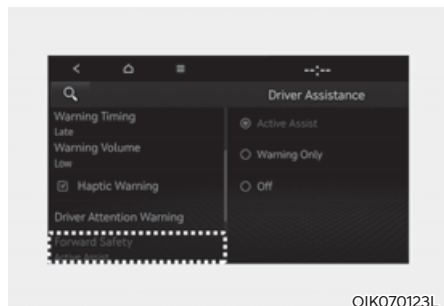 --:--
Driver Assistance
Warning Timing
Late
Warning Volume
Low
Haptic Warning
Driver Attention Warning
Forward Safety
Active Assist
Active Assist
Warning Only
Off
OIK070123L